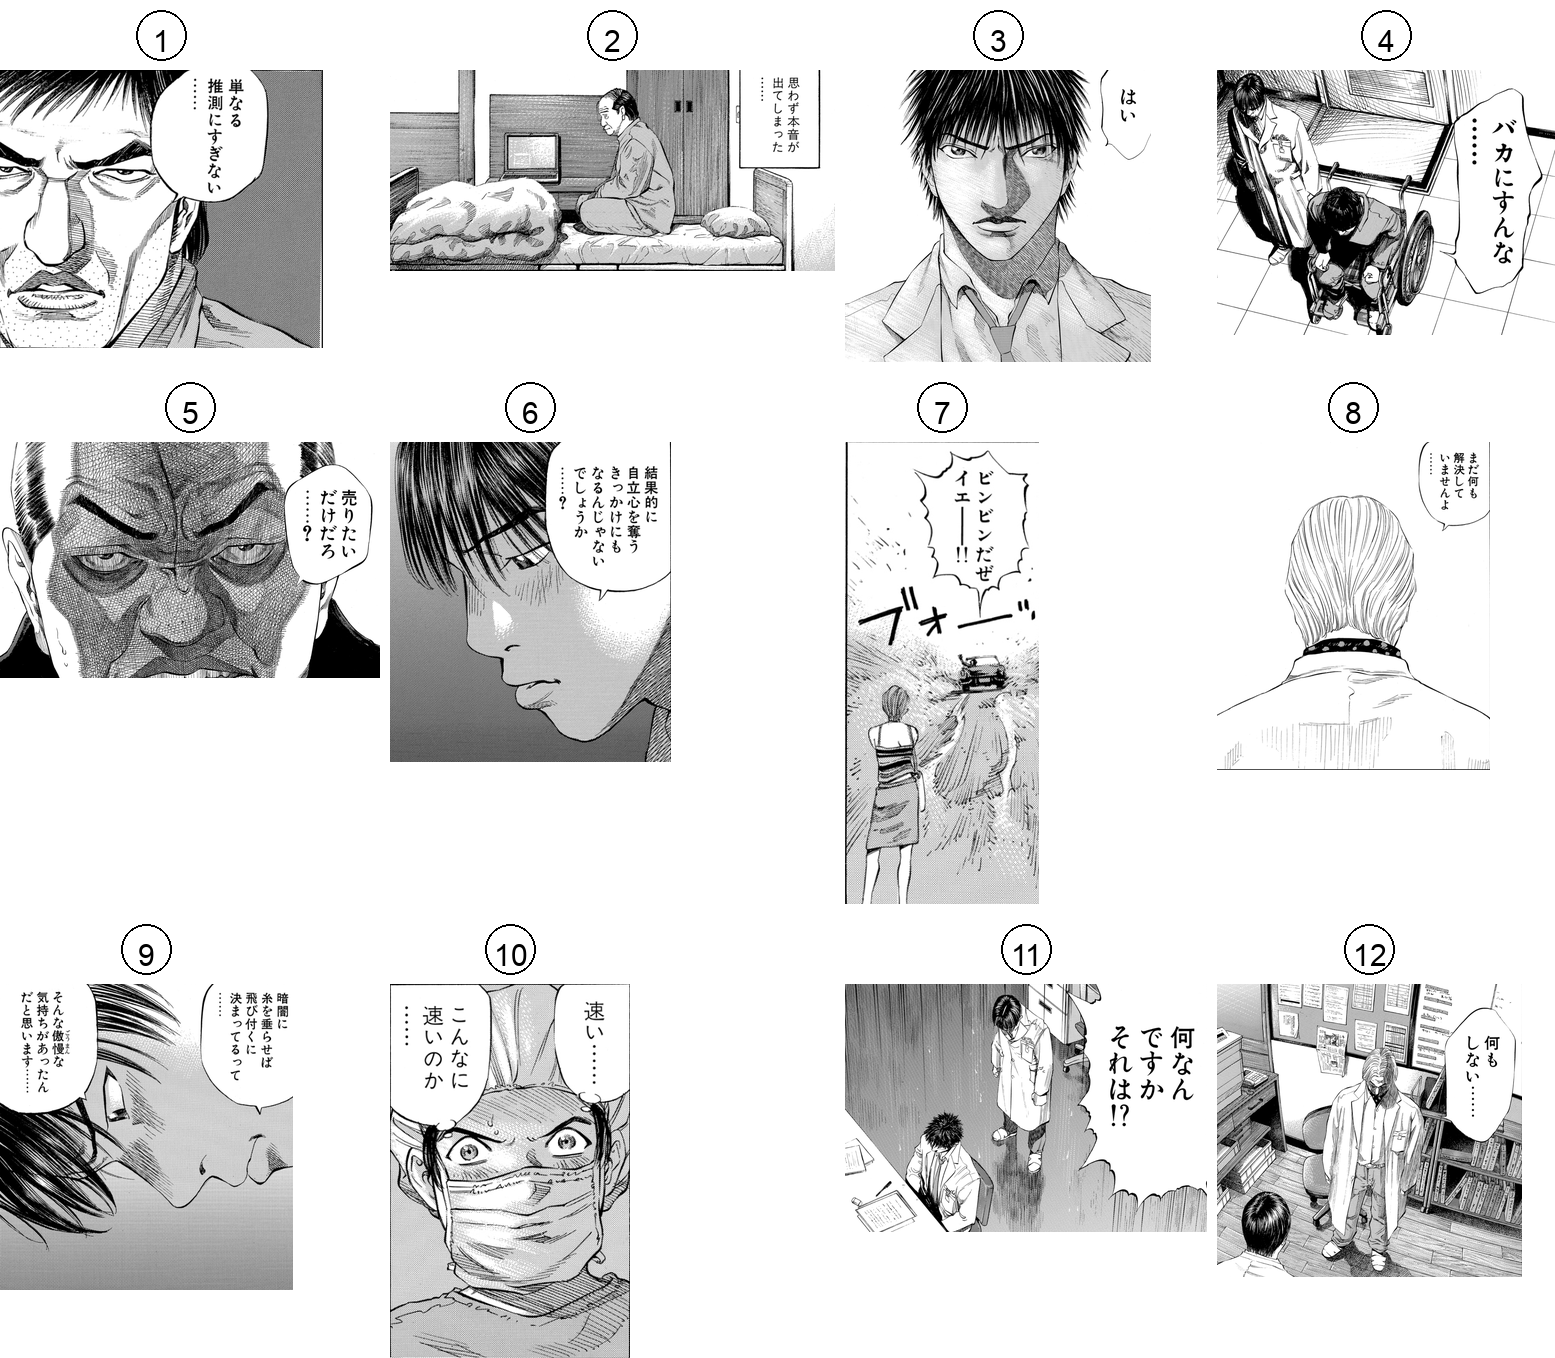 1
単なる
推測にすぎない
……
2
思わず本音が
出てしまった
……
3
はい
4
バカにすんな
……
5
売りたい
だけだろ
……?
6
結果的に
自立心を奪う
きっかけにも
なるんじゃない
でしょうか
……?
7
ビンビンだぜ
イエ――!!
ブォーッ
8
まだ何も
解決して
いませんよ
……
9
暗闇に
糸を垂らせば
飛び付くに
決まってるって
……
そんな傲慢な
ごうまん
気持ちがあったん
だと思います……
10
速い……
こんなに
速いのか
……
11
何なん
ですか
それは!?
12
何も
しない……